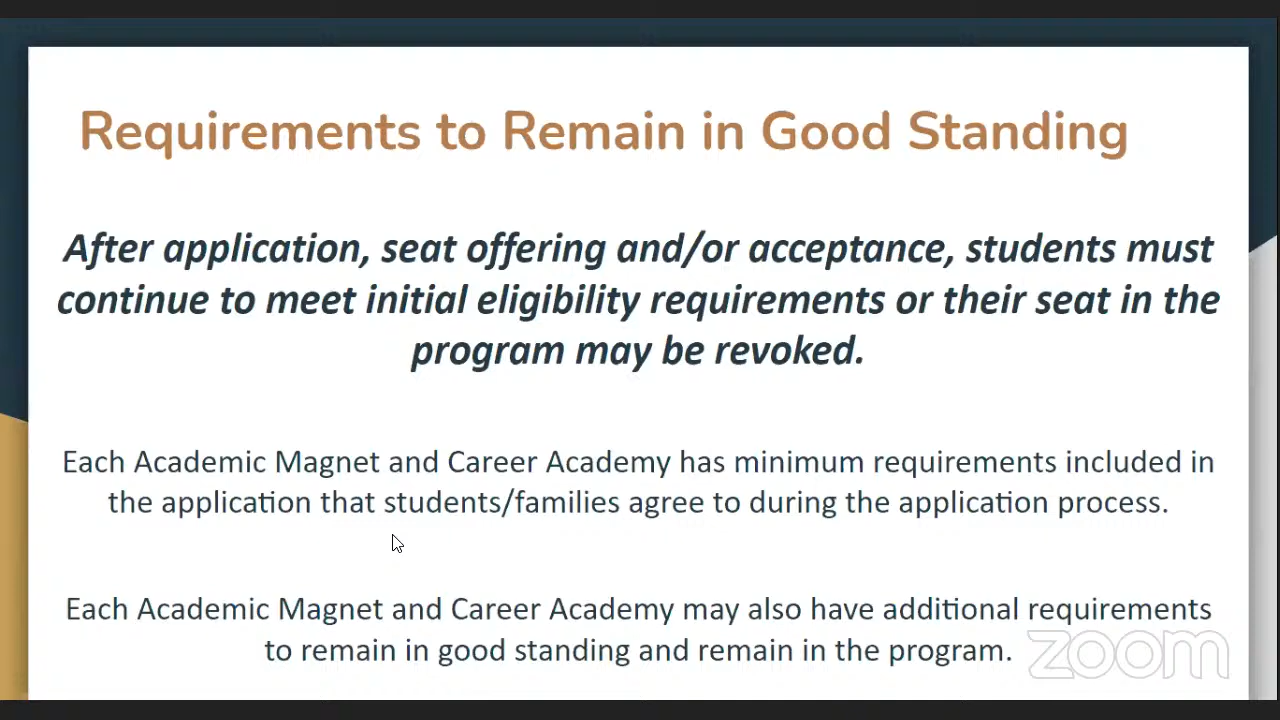 Requirements to Remain in Good Standing
After application, seat offering and/or acceptance, students must
continue to meet initial eligibility requirements or their seat in the
program may be revoked.
Each Academic Magnet and Career Academy has minimum requirements included in
the application that students/families agree to during the application process.
Each Academic Magnet and Career Academy may also have additional requirements
to remain in good standing and remain in the program.
zoom